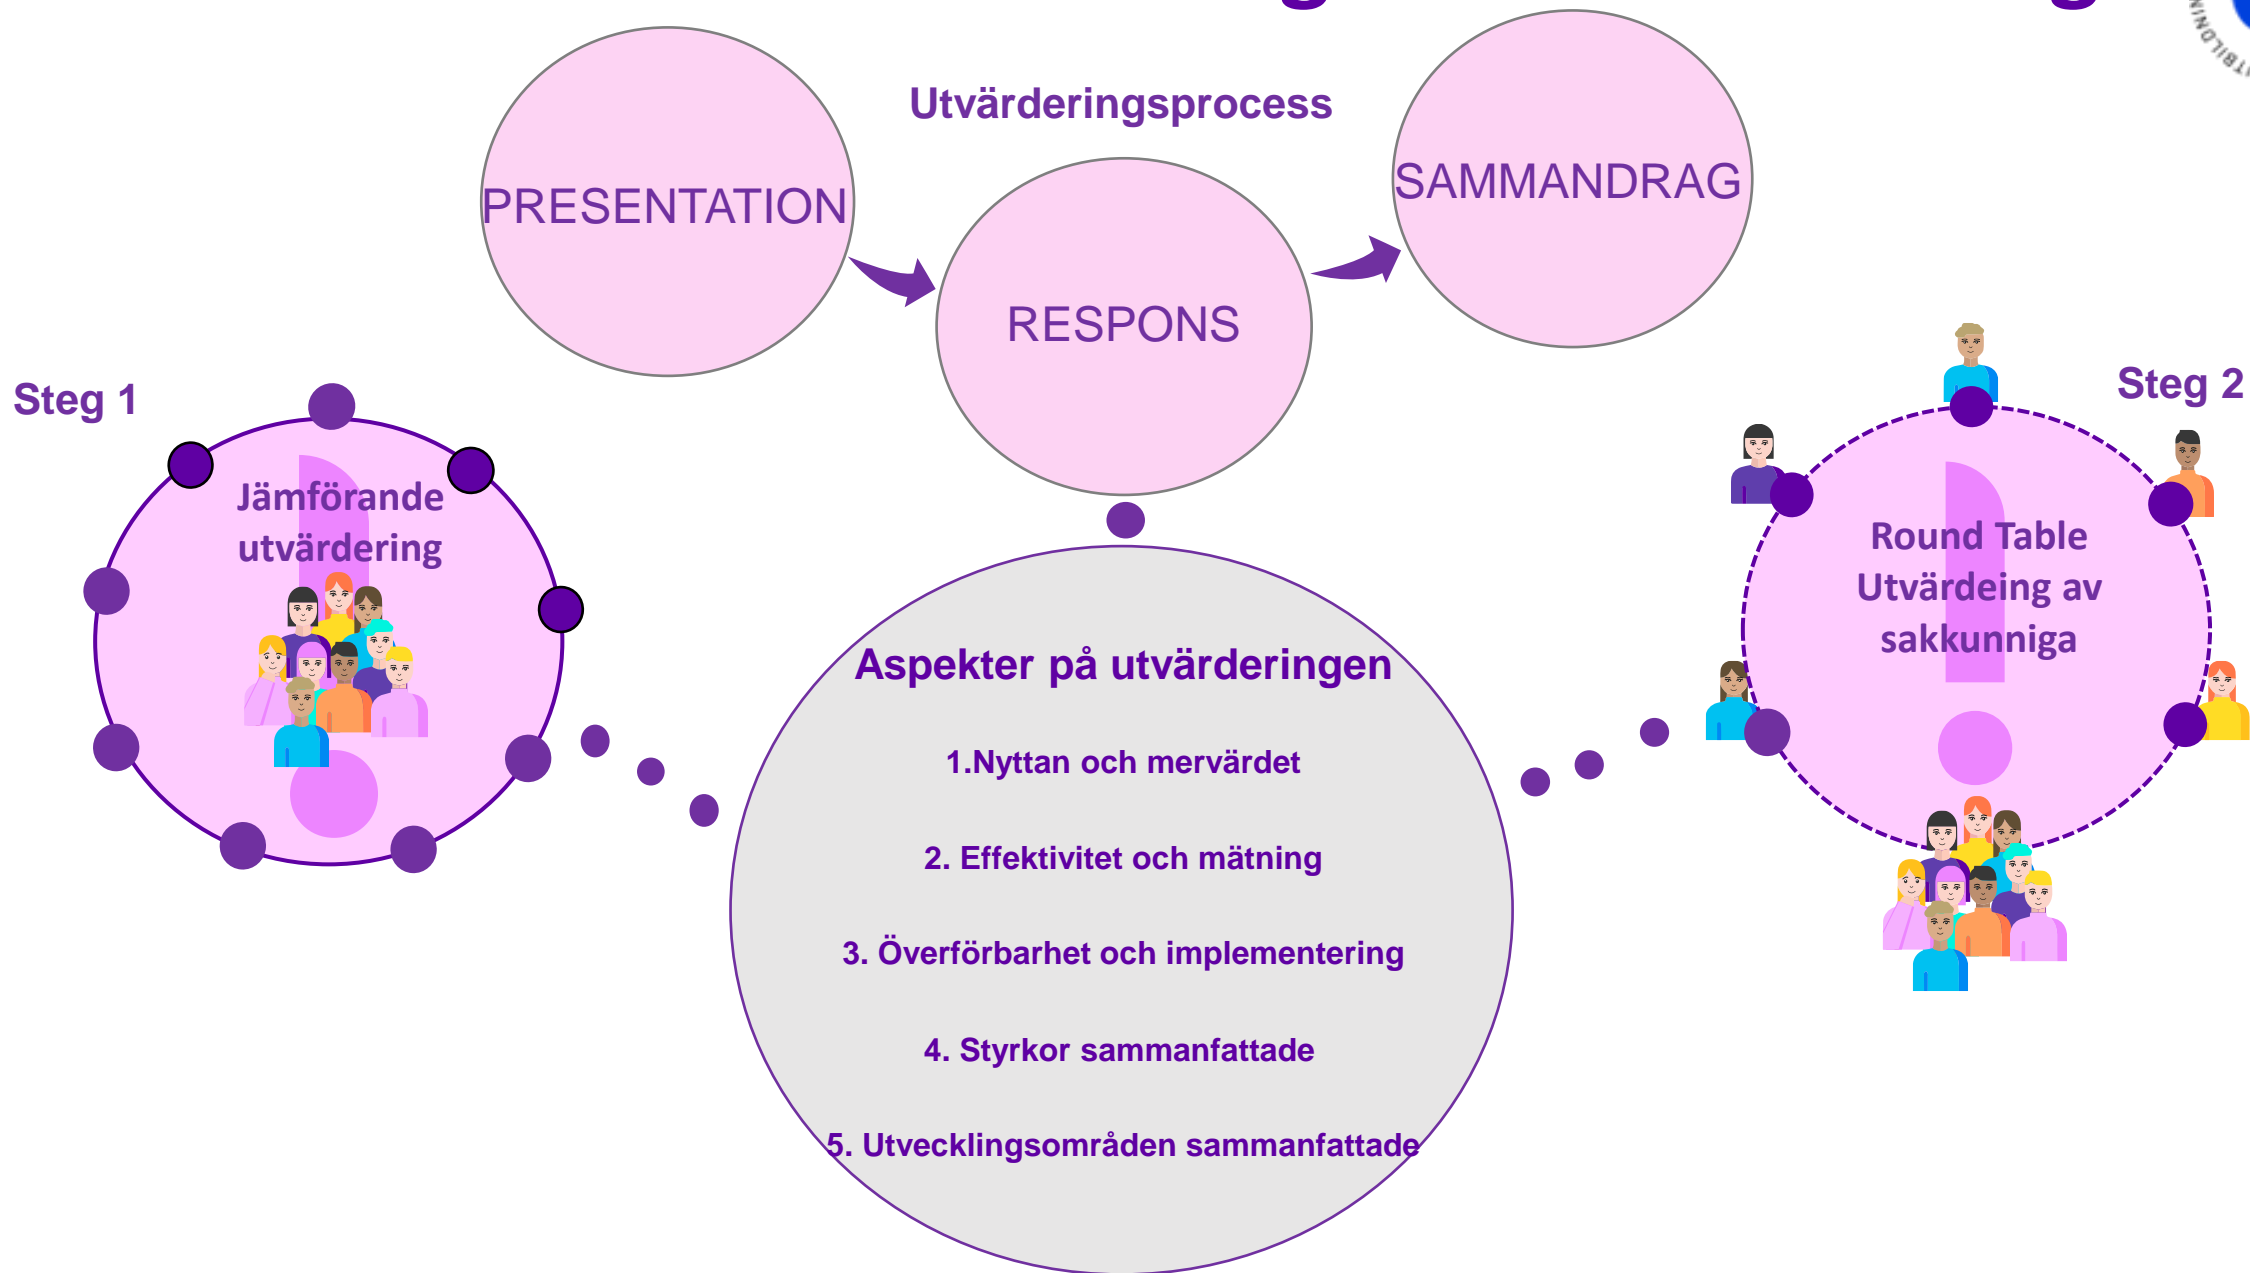 Utvärderingsprocess
PRESENTATION
RESPONS
SAMMANDRAG
Steg 1
Jämförande
utvärdering
Steg 2
Round Table
Utvärdeing av
sakkunniga
Aspekter på utvärderingen
1.Nyttan och mervärdet
2. Effektivitet och mätning
3. Överförbarhet och implementering
4. Styrkor sammanfattade
5. Utvecklingsområden sammanfattade